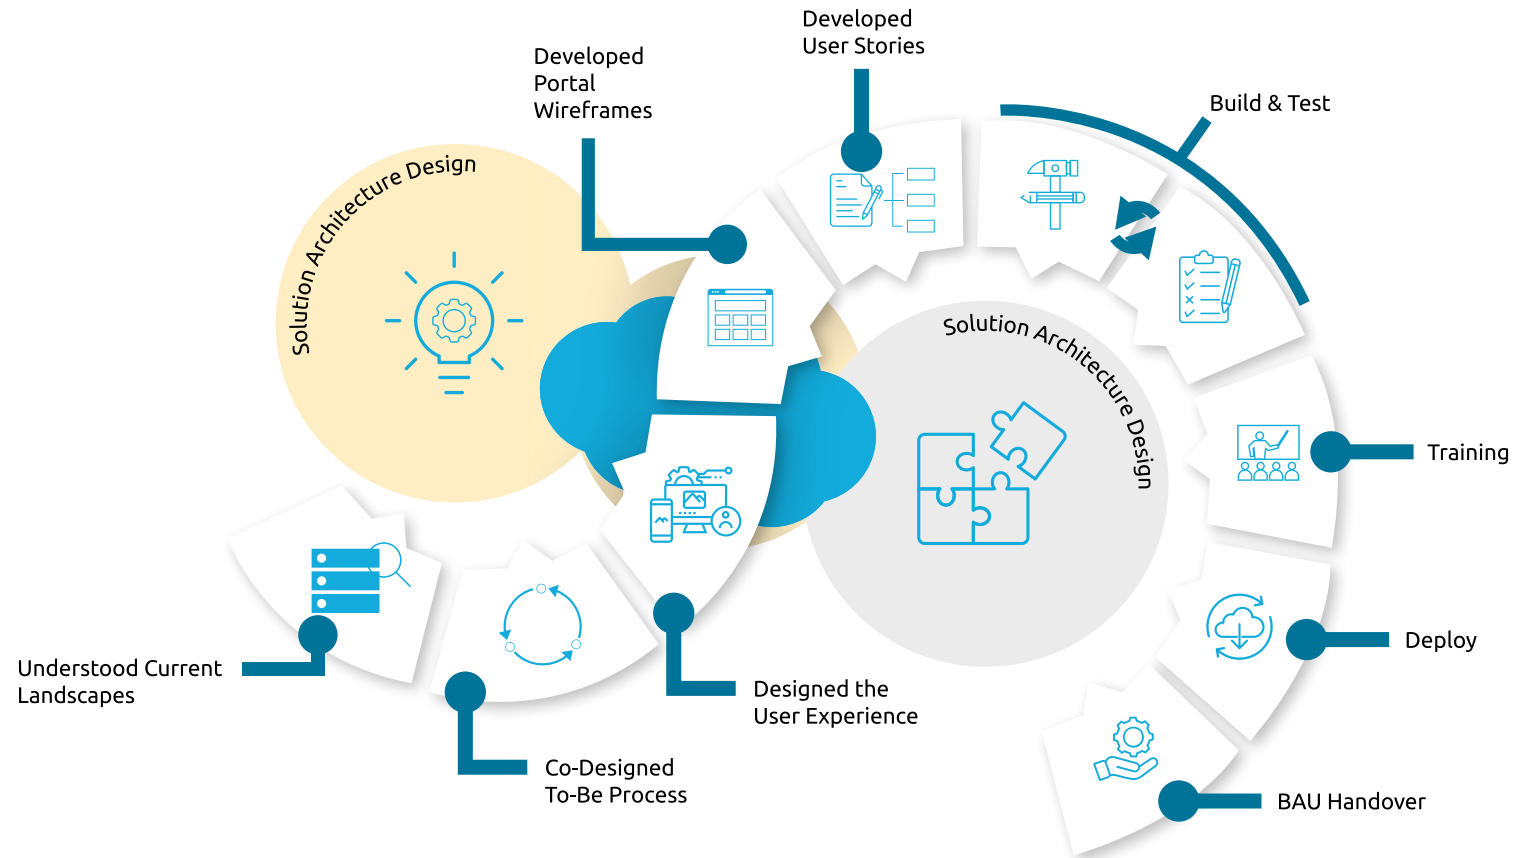 Developed
User Stories
Developed
Portal
Wireframes
Build & Test
Solution Architecture Design
Solution Architecture Design
Training
Understood Current
Landscapes
Designed the
User Experience
Deploy
Co-Designed
To-Be Process
BAU Handover